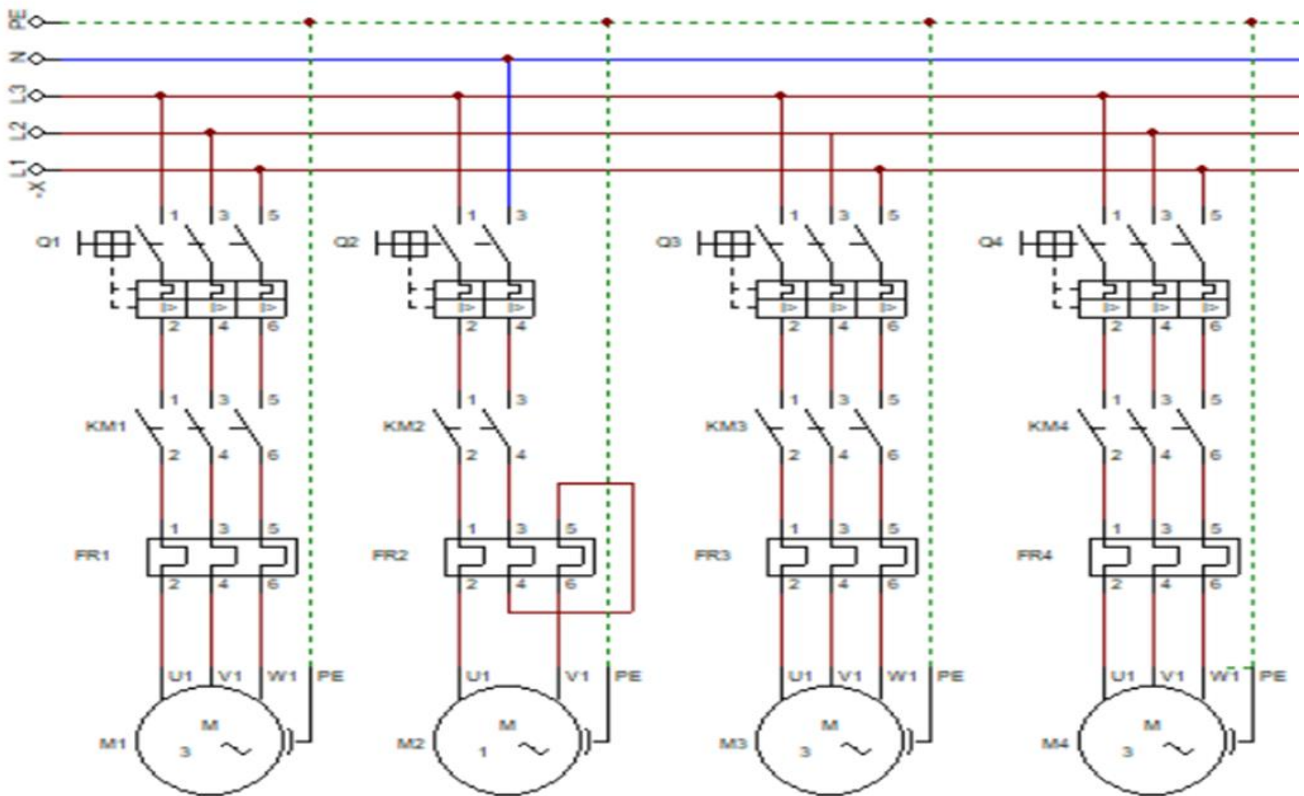 PE
N
L3
L2
L1
-X
1 3 5 1 3 1 3 5 1 3 5
Q1 Q2 Q3 Q4
I> I> I> I> I> I> I> I> I> I> I>
2 4 6 2 4 2 4 6 2 4 6
1 3 5 1 3 1 3 5 1 3 5
KM1 KM2 KM3 KM4
2 4 6 2 4 2 4 6 2 4 6
1 3 5 1 3 5 1 3 5 1 3 5
FR1 FR2 FR3 FR4
2 4 6 2 4 6 2 4 6 2 4 6
U1 V1 W1 PE U1 V1 PE U1 V1 W1 PE U1 V1 W1 PE
M M M M
M1 3 M2 1 M3 3 M4 3